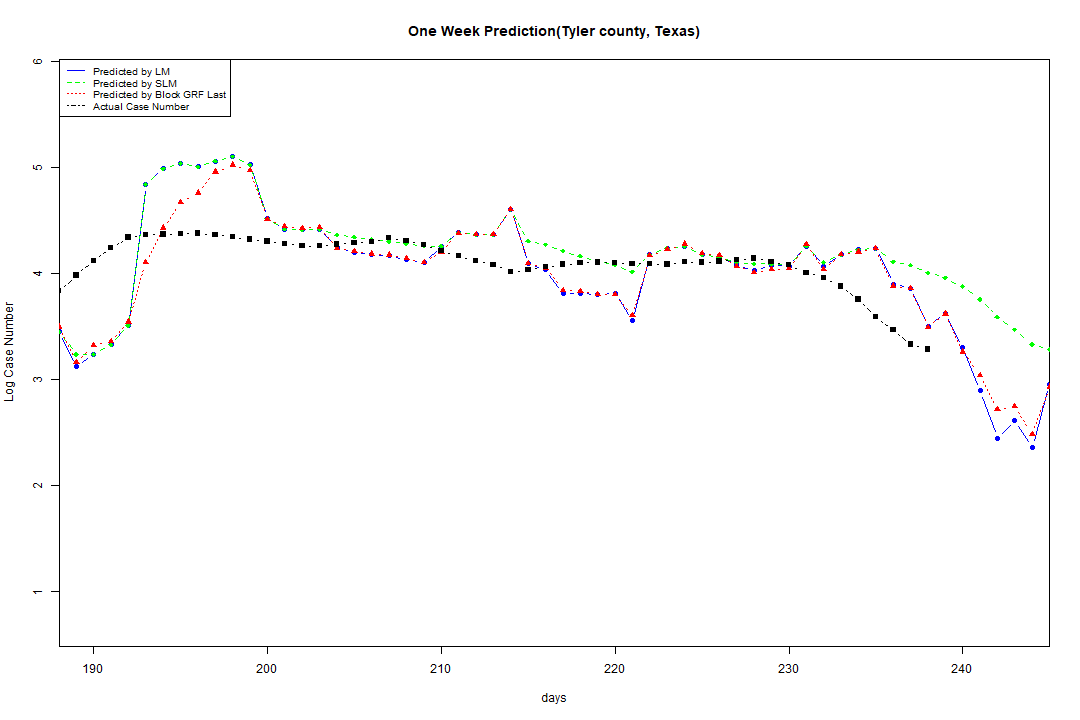 One Week Prediction(Tyler county, Texas)
Predicted by LM
Predicted by SLM
Predicted by Block GRF Last
Actual Case Number
6
5
4
3
2
1
Log Case Number
190 200 210 220 230 240
days